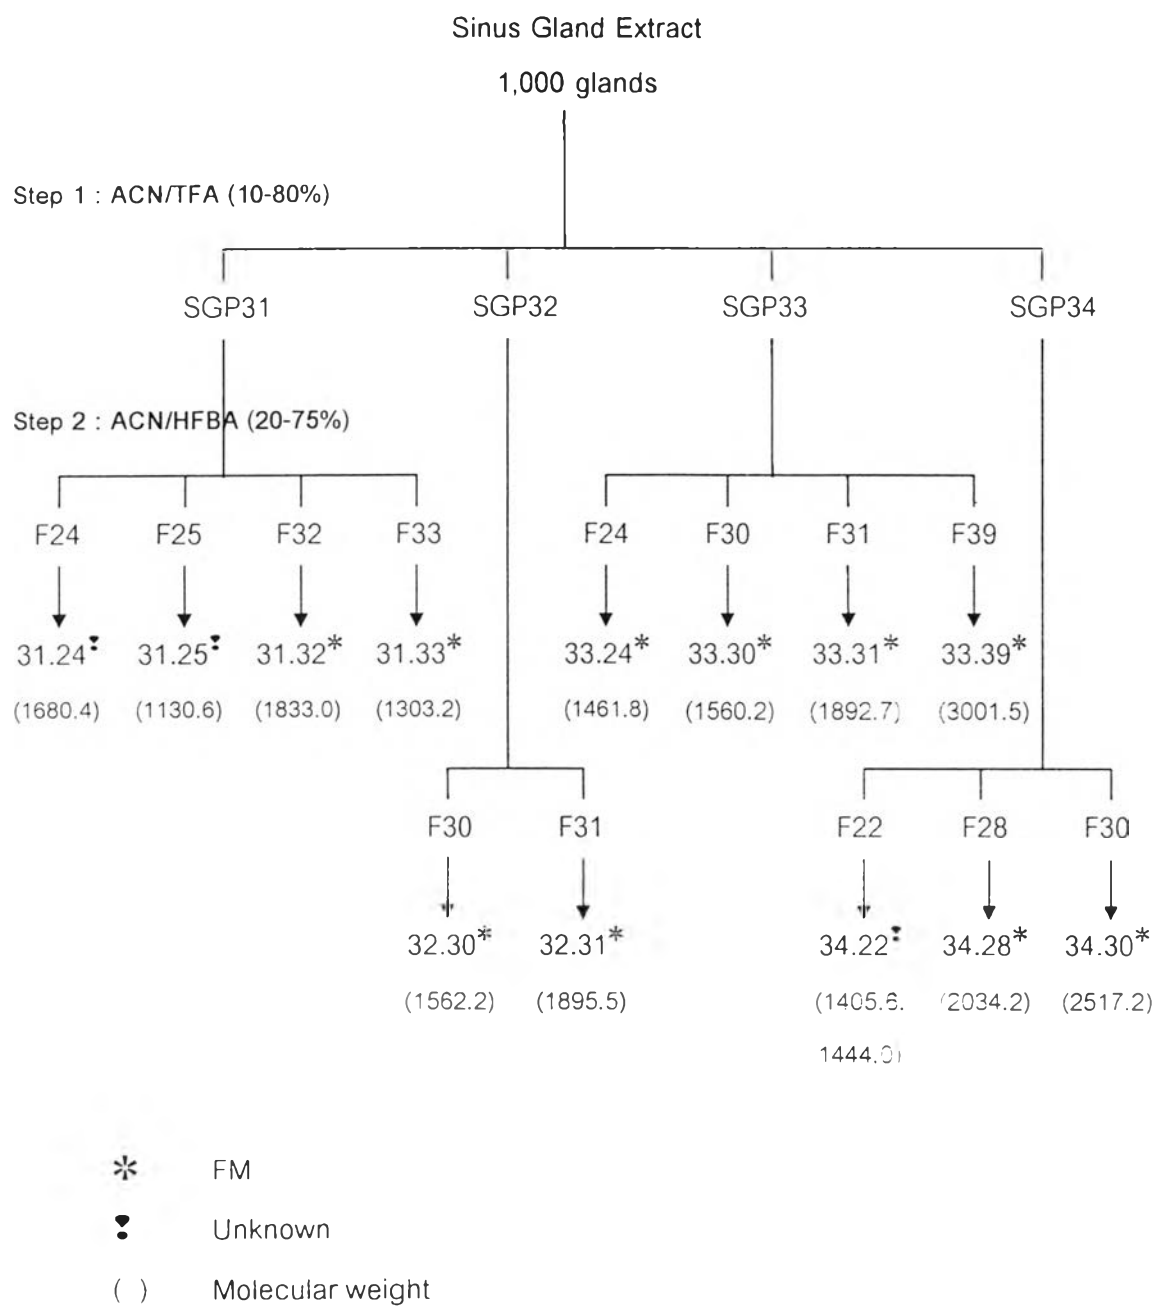 Sinus Gland Extract
1,000 glands
Step 1 : ACN/TFA (10-80%)
SGP31 SGP32 SGP33 SGP34
Step 2 : ACN/HFBA (20-75%)
F24 F25 F32 F33 F24 F30 F31 F39
31.24❢ 31.25❢ 31.32* 31.33* 33.24* 33.30* 33.31* 33.39*
(1680.4) (1130.6) (1833.0) (1303.2) (1461.8) (1560.2) (1892.7) (3001.5)
F30 F31 F22 F28 F30
32.30* 32.31* 34.22❢ 34.28* 34.30*
(1562.2) (1895.5) (1405.6, (2034.2) (2517.2)
1444.0)
* FM
❢ Unknown
( ) Molecular weight